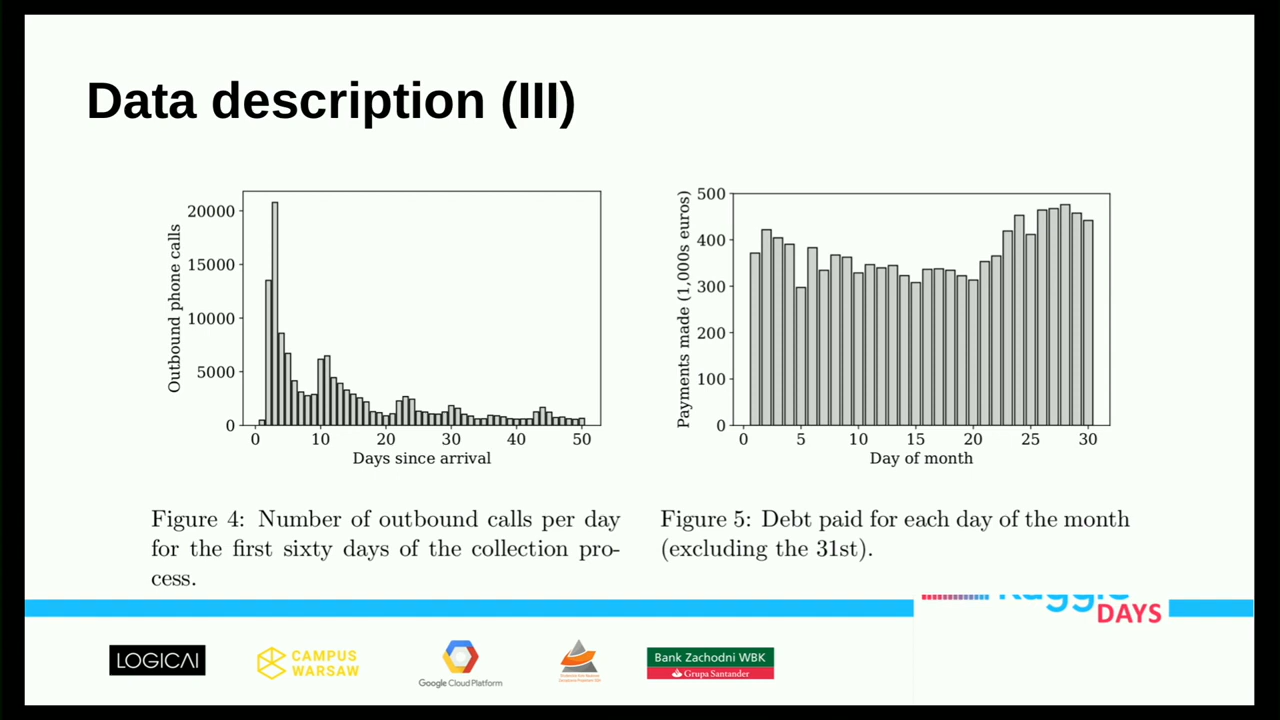 Data description (III)
Outbound phone calls
20000
15000
10000
5000
0
0 10 20 30 40 50
Days since arrival
Payments made (1,000s euros)
500
400
300
200
100
0
0 5 10 15 20 25 30
Day of month
Figure 4: Number of outbound calls per day
for the first sixty days of the collection pro-
cess.
Figure 5: Debt paid for each day of the month
(excluding the 31st).
kaggle
DAYS
LOGICAI
CAMPUS
WARSAW
Google Cloud Platform
Bank Zachodni WBK
Grupa Santander